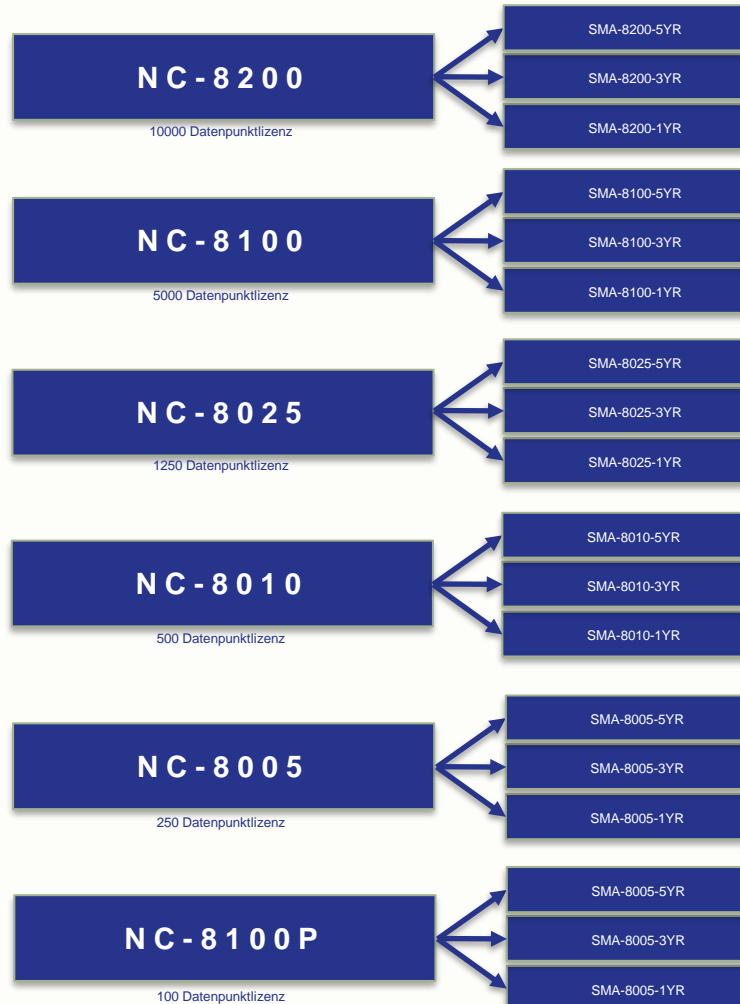 NC-8200
10000 Datenpunktlizenz
SMA-8200-5YR
SMA-8200-3YR
SMA-8200-1YR
NC-8100
5000 Datenpunktlizenz
SMA-8100-5YR
SMA-8100-3YR
SMA-8100-1YR
NC-8025
1250 Datenpunktlizenz
SMA-8025-5YR
SMA-8025-3YR
SMA-8025-1YR
NC-8010
500 Datenpunktlizenz
SMA-8010-5YR
SMA-8010-3YR
SMA-8010-1YR
NC-8005
250 Datenpunktlizenz
SMA-8005-5YR
SMA-8005-3YR
SMA-8005-1YR
NC-8100P
100 Datenpunktlizenz
SMA-8005-5YR
SMA-8005-3YR
SMA-8005-1YR